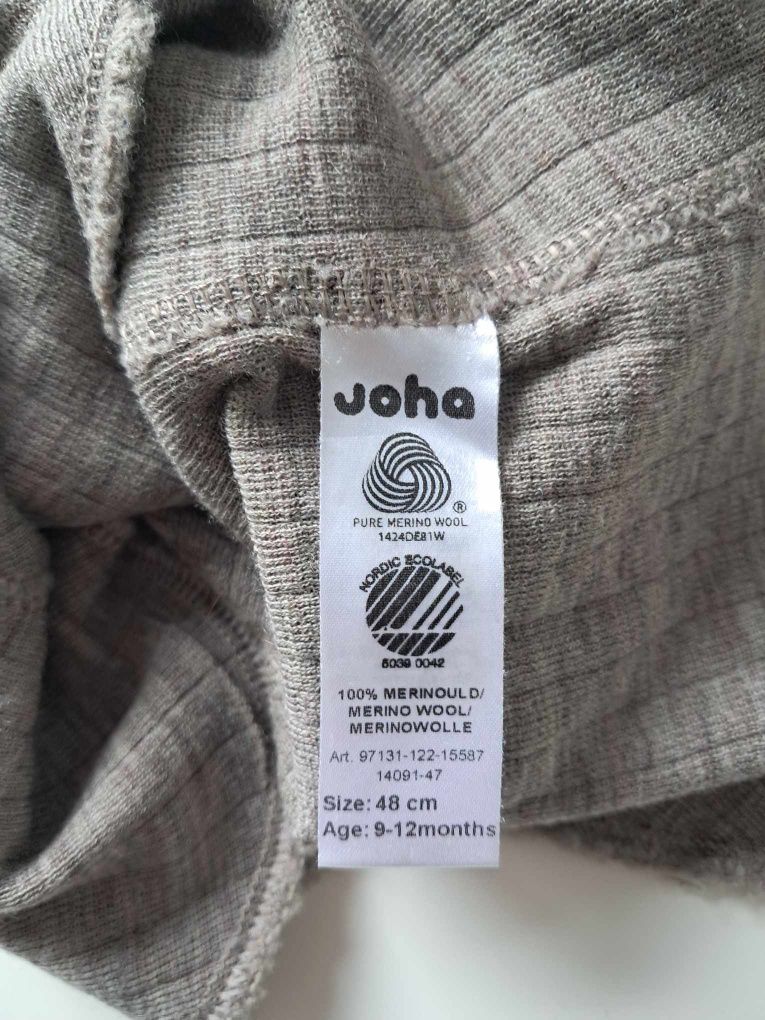 Joha
®
PURE MERINO WOOL
1424DE81W
NORDIC ECOLABEL
5039 0042
100% MERINOULD/
MERINO WOOL/
MERINOWOLLE
Art. 97131-122-15587
14091-47
Size: 48 cm
Age: 9-12months